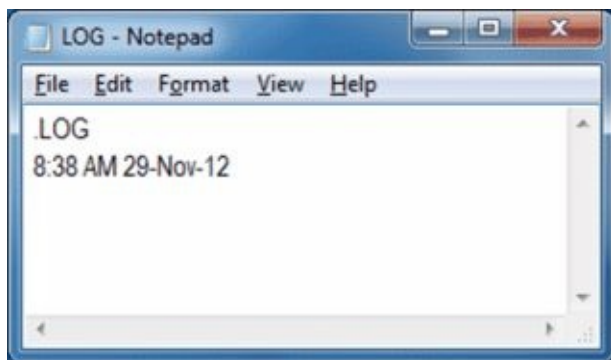 LOG - Notepad
File Edit Format View Help
.LOG
8:38 AM 29-Nov-12